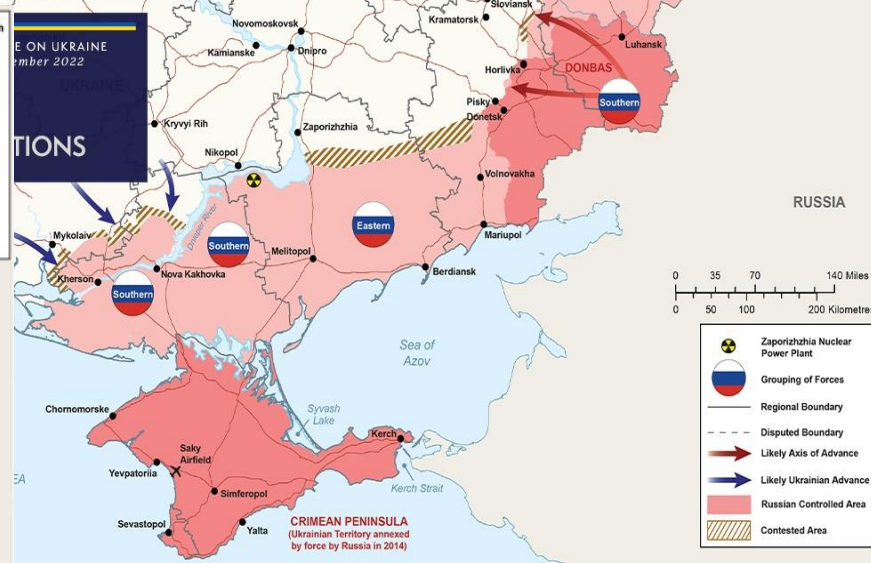 E ON UKRAINE
ember 2022
TIONS
UKRAINE
Novomoskovsk
Kamianske
Dnipro
Sloviansk
Kramatorsk
Luhansk
Horlivka
DONBAS
Southern
Pisky
Donetsk
Kryvyi Rih
Zaporizhzhia
Nikopol
Volnovakha
RUSSIA
Dnieper River
Eastern
Southern
Mykolaiv
Melitopol
Mariupol
Kherson
Nova Kakhovka
Berdiansk
Southern
0 35 70 140 Miles
0 50 100 200 Kilometre
Sea of
Azov
Zaporizhzhia Nuclear
Power Plant
Grouping of Forces
Regional Boundary
Disputed Boundary
Likely Axis of Advance
Likely Ukrainian Advance
Russian Controlled Area
Contested Area
Chornomorske
Syvash
Lake
Kerch
Saky
Airfield
Yevpatoriia
EA
Kerch Strait
Simferopol
Sevastopol
Yalta
CRIMEAN PENINSULA
(Ukrainian Territory annexed
by force by Russia in 2014)